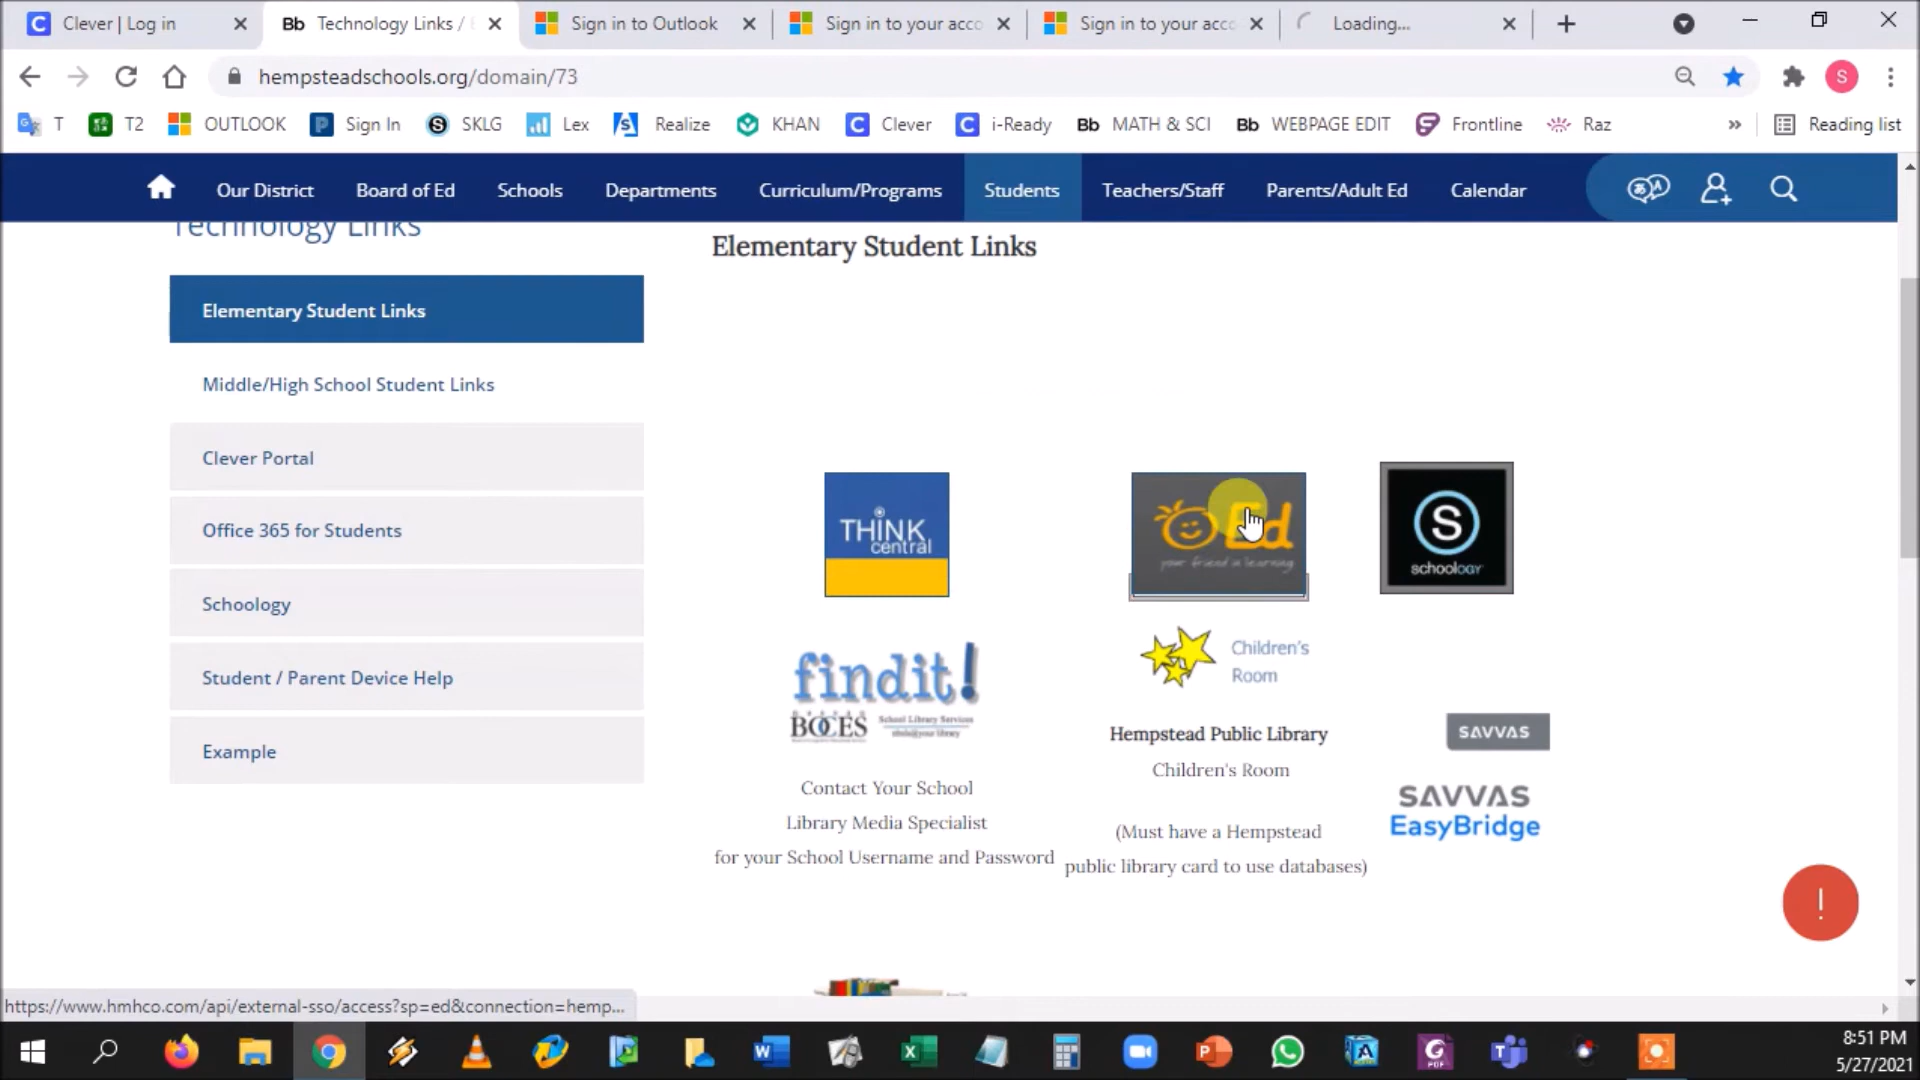 Clever | Log in
Technology Links /
Sign in to Outlook
Sign in to your acco
Sign in to your acco
Loading...
hempsteadschools.org/domain/73
S
T
T2
OUTLOOK
Sign In
SKLG
Lex
Realize
KHAN
Clever
i-Ready
Bb MATH & SCI
Bb WEBPAGE EDIT
Frontline
Raz
»
Reading list
Our District
Board of Ed
Schools
Departments
Curriculum/Programs
Students
Teachers/Staff
Parents/Adult Ed
Calendar
Technology Links
Elementary Student Links
Middle/High School Student Links
Clever Portal
Office 365 for Students
Schoology
Student / Parent Device Help
Example
Elementary Student Links
THINK
central
Ed
your friend in learning
S
schoology
findit!
BOCES
School Library Services
Children's
Room
Contact Your School
Library Media Specialist
for your School Username and Password
Hempstead Public Library
Children's Room
(Must have a Hempstead
public library card to use databases)
SAVVAS
SAVVAS
EasyBridge
!
https://www.hmhco.com/api/external-sso/access?sp=ed&connection=hemp...
8:51 PM
5/27/2021